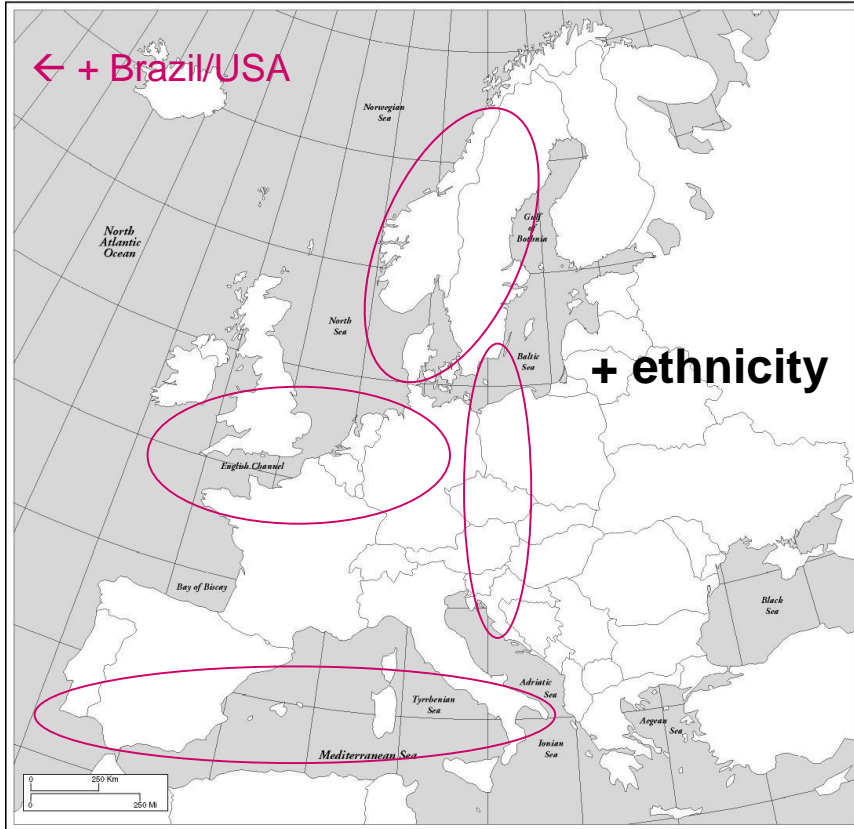 ← + Brazil/USA
Norwegian
Sea
North
Atlantic
Ocean
Gulf
of
Bothnia
North
Sea
Baltic
Sea
+ ethnicity
English Channel
Bay of Biscay
Black
Sea
Adriatic
Sea
Tyrrhenian
Sea
Aegean
Sea
Ionian
Sea
Mediterranean Sea
0 250 Km
0 250 Mi